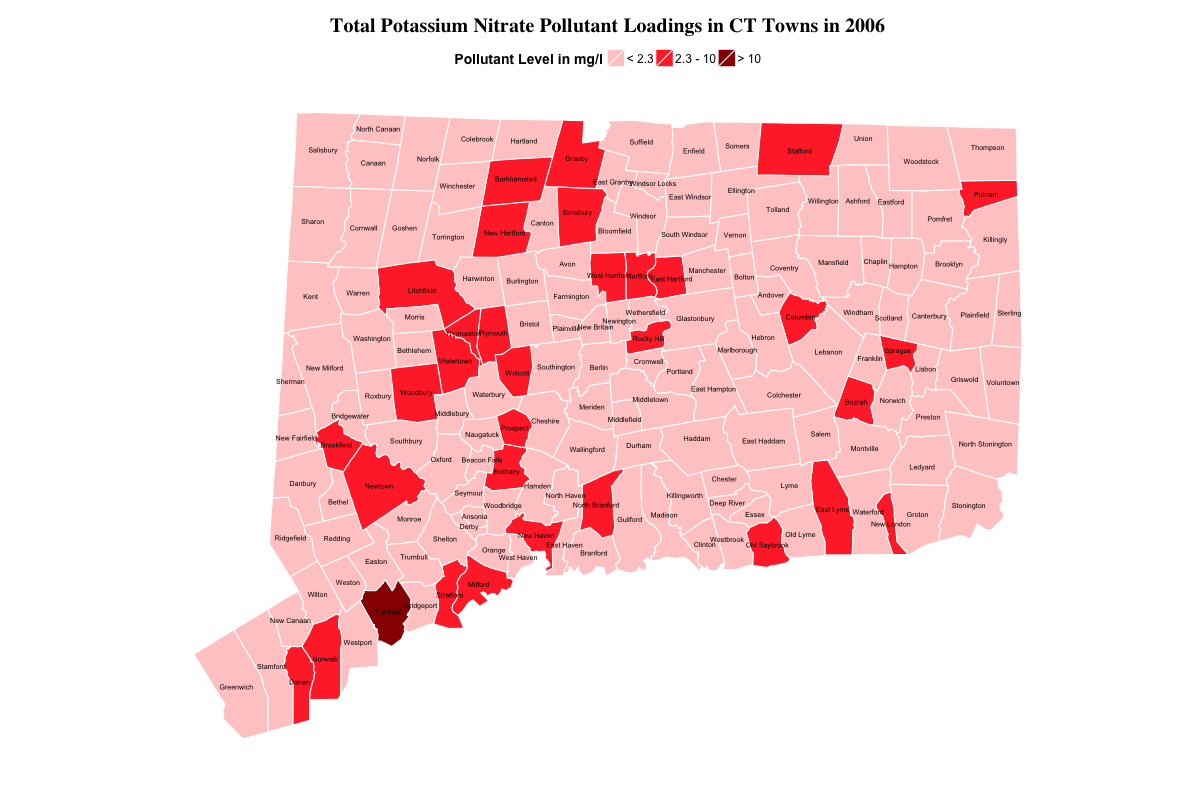 Total Potassium Nitrate Pollutant Loadings in CT Towns in 2006
Pollutant Level in mg/l < 2.3 2.3 - 10 > 10
North Canaan
Colebrook
Hartland
Suffield
Union
Salisbury
Canaan
Norfolk
Granby
Enfield
Somers
Stafford
Woodstock
Thompson
Winchester
Barkhamsted
East Granby
Windsor Locks
East Windsor
Ellington
Putnam
Sharon
Cornwall
Goshen
Torrington
New Hartford
Canton
Simsbury
Bloomfield
Windsor
South Windsor
Vernon
Tolland
Willington
Ashford
Eastford
Pomfret
Killingly
Kent
Warren
Litchfield
Harwinton
Burlington
Avon
Farmington
West Hartford
Hartford
East Hartford
Manchester
Bolton
Coventry
Andover
Mansfield
Chaplin
Hampton
Brooklyn
Morris
Washington
Bethlehem
Thomaston
Plymouth
Bristol
Plainville
New Britain
Newington
Wethersfield
Glastonbury
Rocky Hill
Columbia
Hebron
Marlborough
Windham
Scotland
Canterbury
Plainfield
Sterling
New Milford
Sherman
Roxbury
Woodbury
Watertown
Wolcott
Southington
Berlin
Cromwell
Portland
East Hampton
Colchester
Lebanon
Franklin
Sprague
Lisbon
Griswold
Voluntown
Bridgewater
Middlebury
Waterbury
Cheshire
Meriden
Middletown
Middlefield
Bozrah
Norwich
Preston
New Fairfield
Brookfield
Southbury
Naugatuck
Prospect
Wallingford
Durham
Haddam
East Haddam
Salem
Montville
North Stonington
Danbury
Bethel
Newtown
Oxford
Beacon Falls
Bethany
Hamden
Ledyard
Seymour
Woodbridge
North Haven
North Branford
Killingworth
Chester
Deep River
Lyme
Essex
Ridgefield
Redding
Monroe
Ansonia
Derby
Shelton
New Haven
East Haven
Branford
Guilford
Madison
Clinton
Westbrook
Old Saybrook
Old Lyme
East Lyme
Waterford
New London
Groton
Stonington
Easton
Trumbull
Orange
West Haven
Wilton
Weston
Fairfield
Bridgeport
Stratford
Milford
New Canaan
Westport
Norwalk
Stamford
Darien
Greenwich